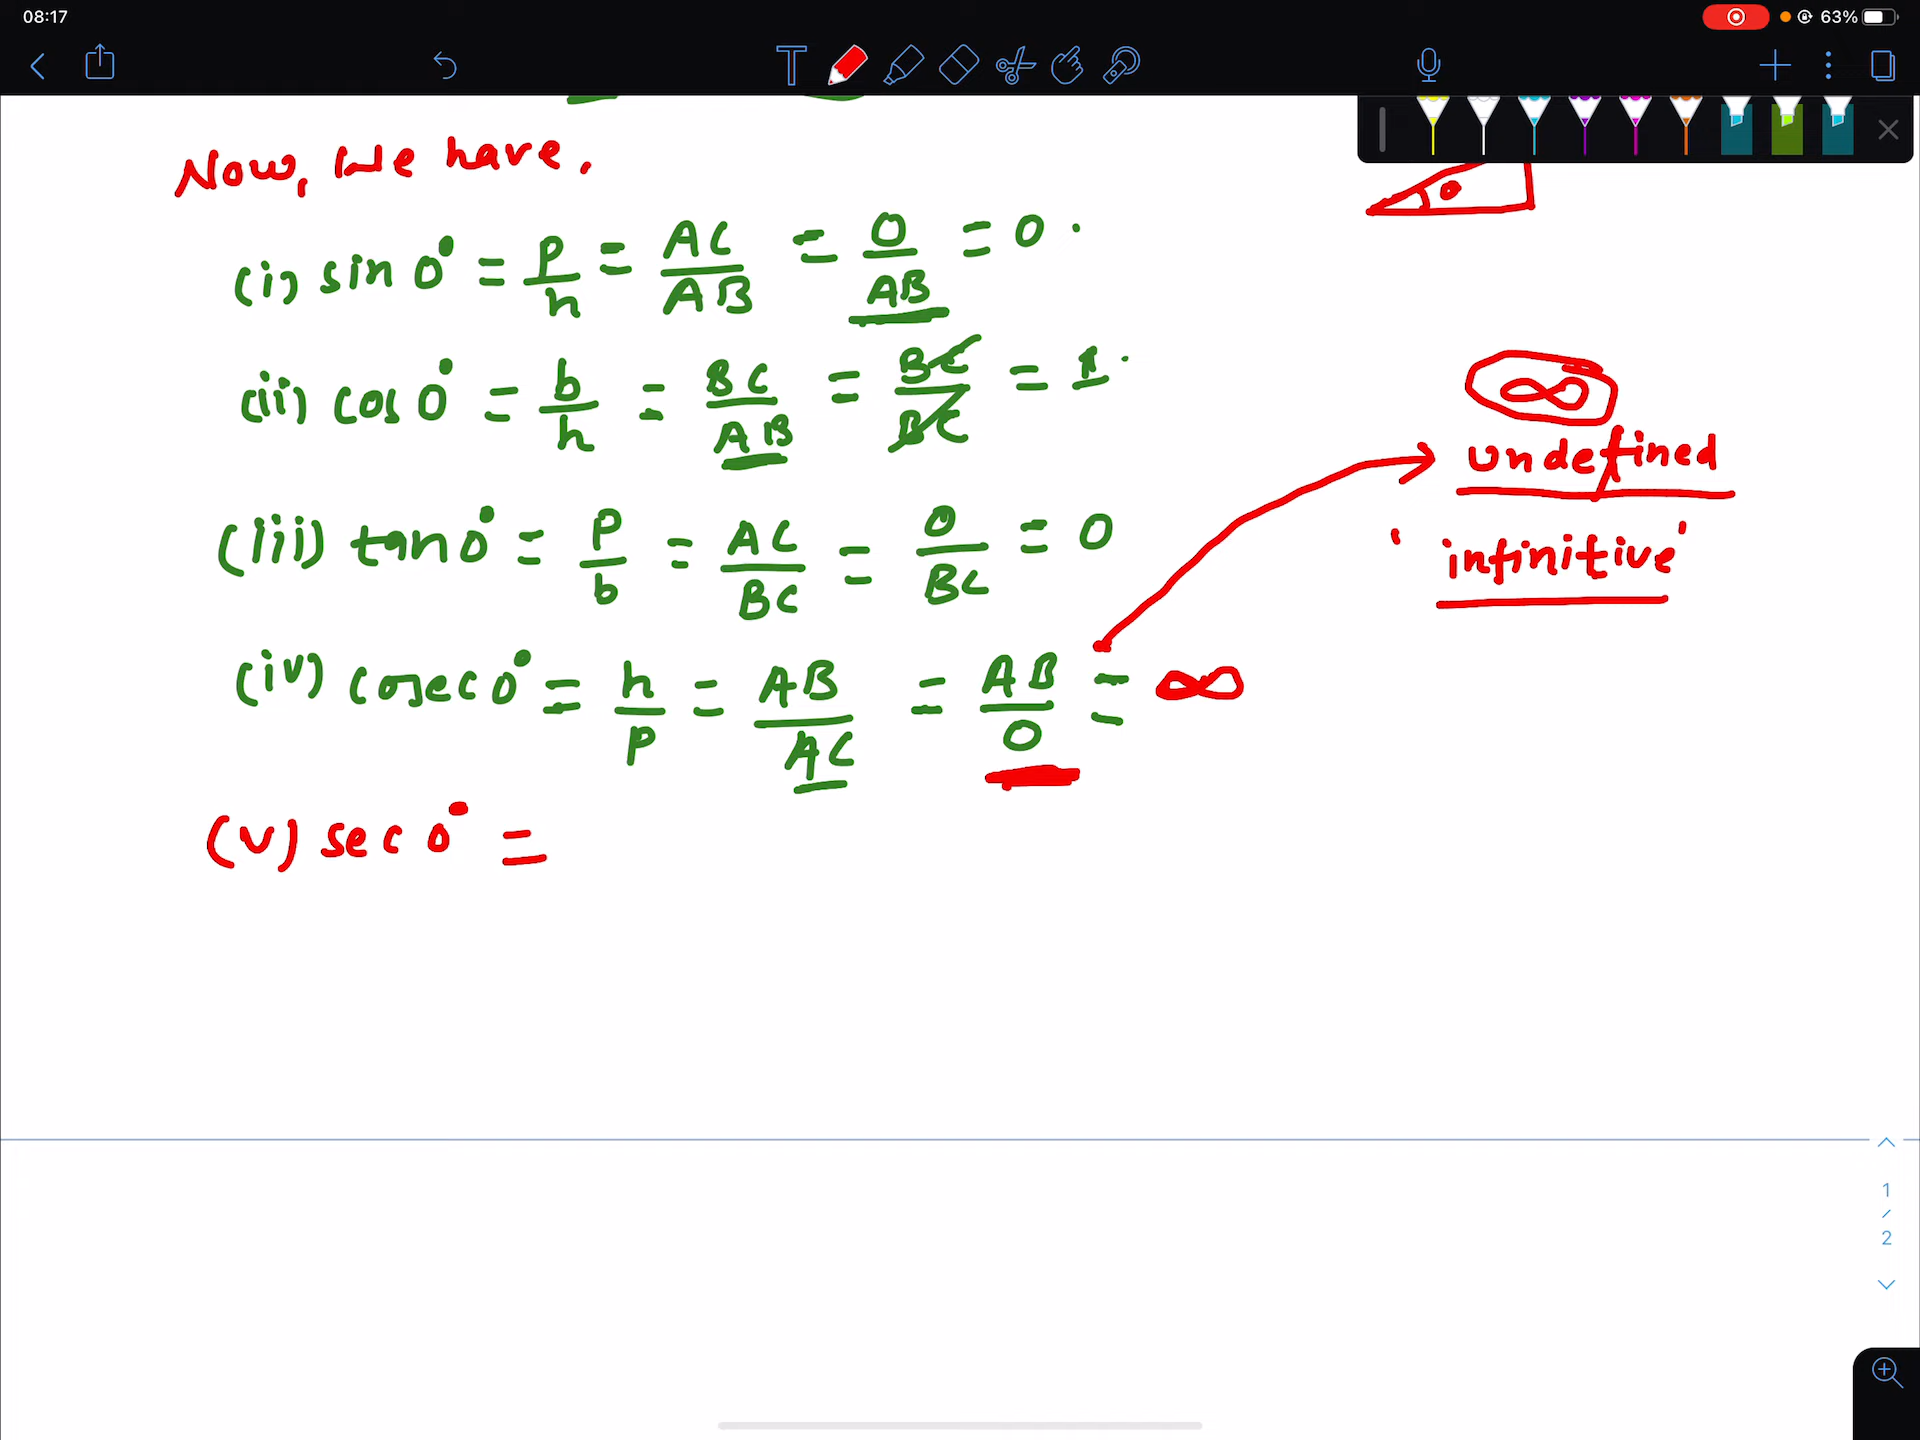 08:17
63%
Now, We have.
θ
(i) sin 0° = p/h = AC/AB = 0/AB = 0.
(ii) cos 0° = b/h = BC/AB = BC/BC = 1.
∞
undefined
'infinitive'
(iii) tan 0° = p/b = AC/BC = 0/BC = 0
(iv) cosec 0° = h/p = AB/AC = AB/0 = ∞
(v) sec 0° =
1
/
2